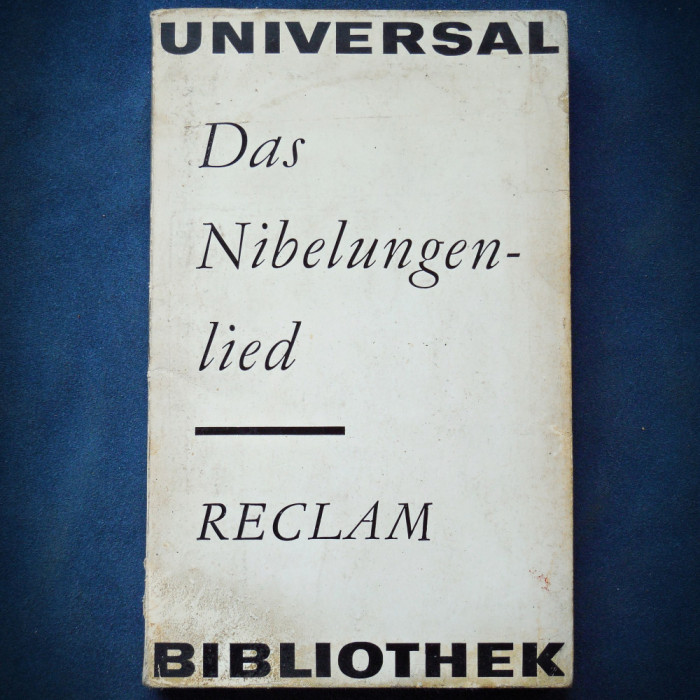 UNIVERSAL
Das
Nibelungen-
lied
RECLAM
BIBLIOTHEK